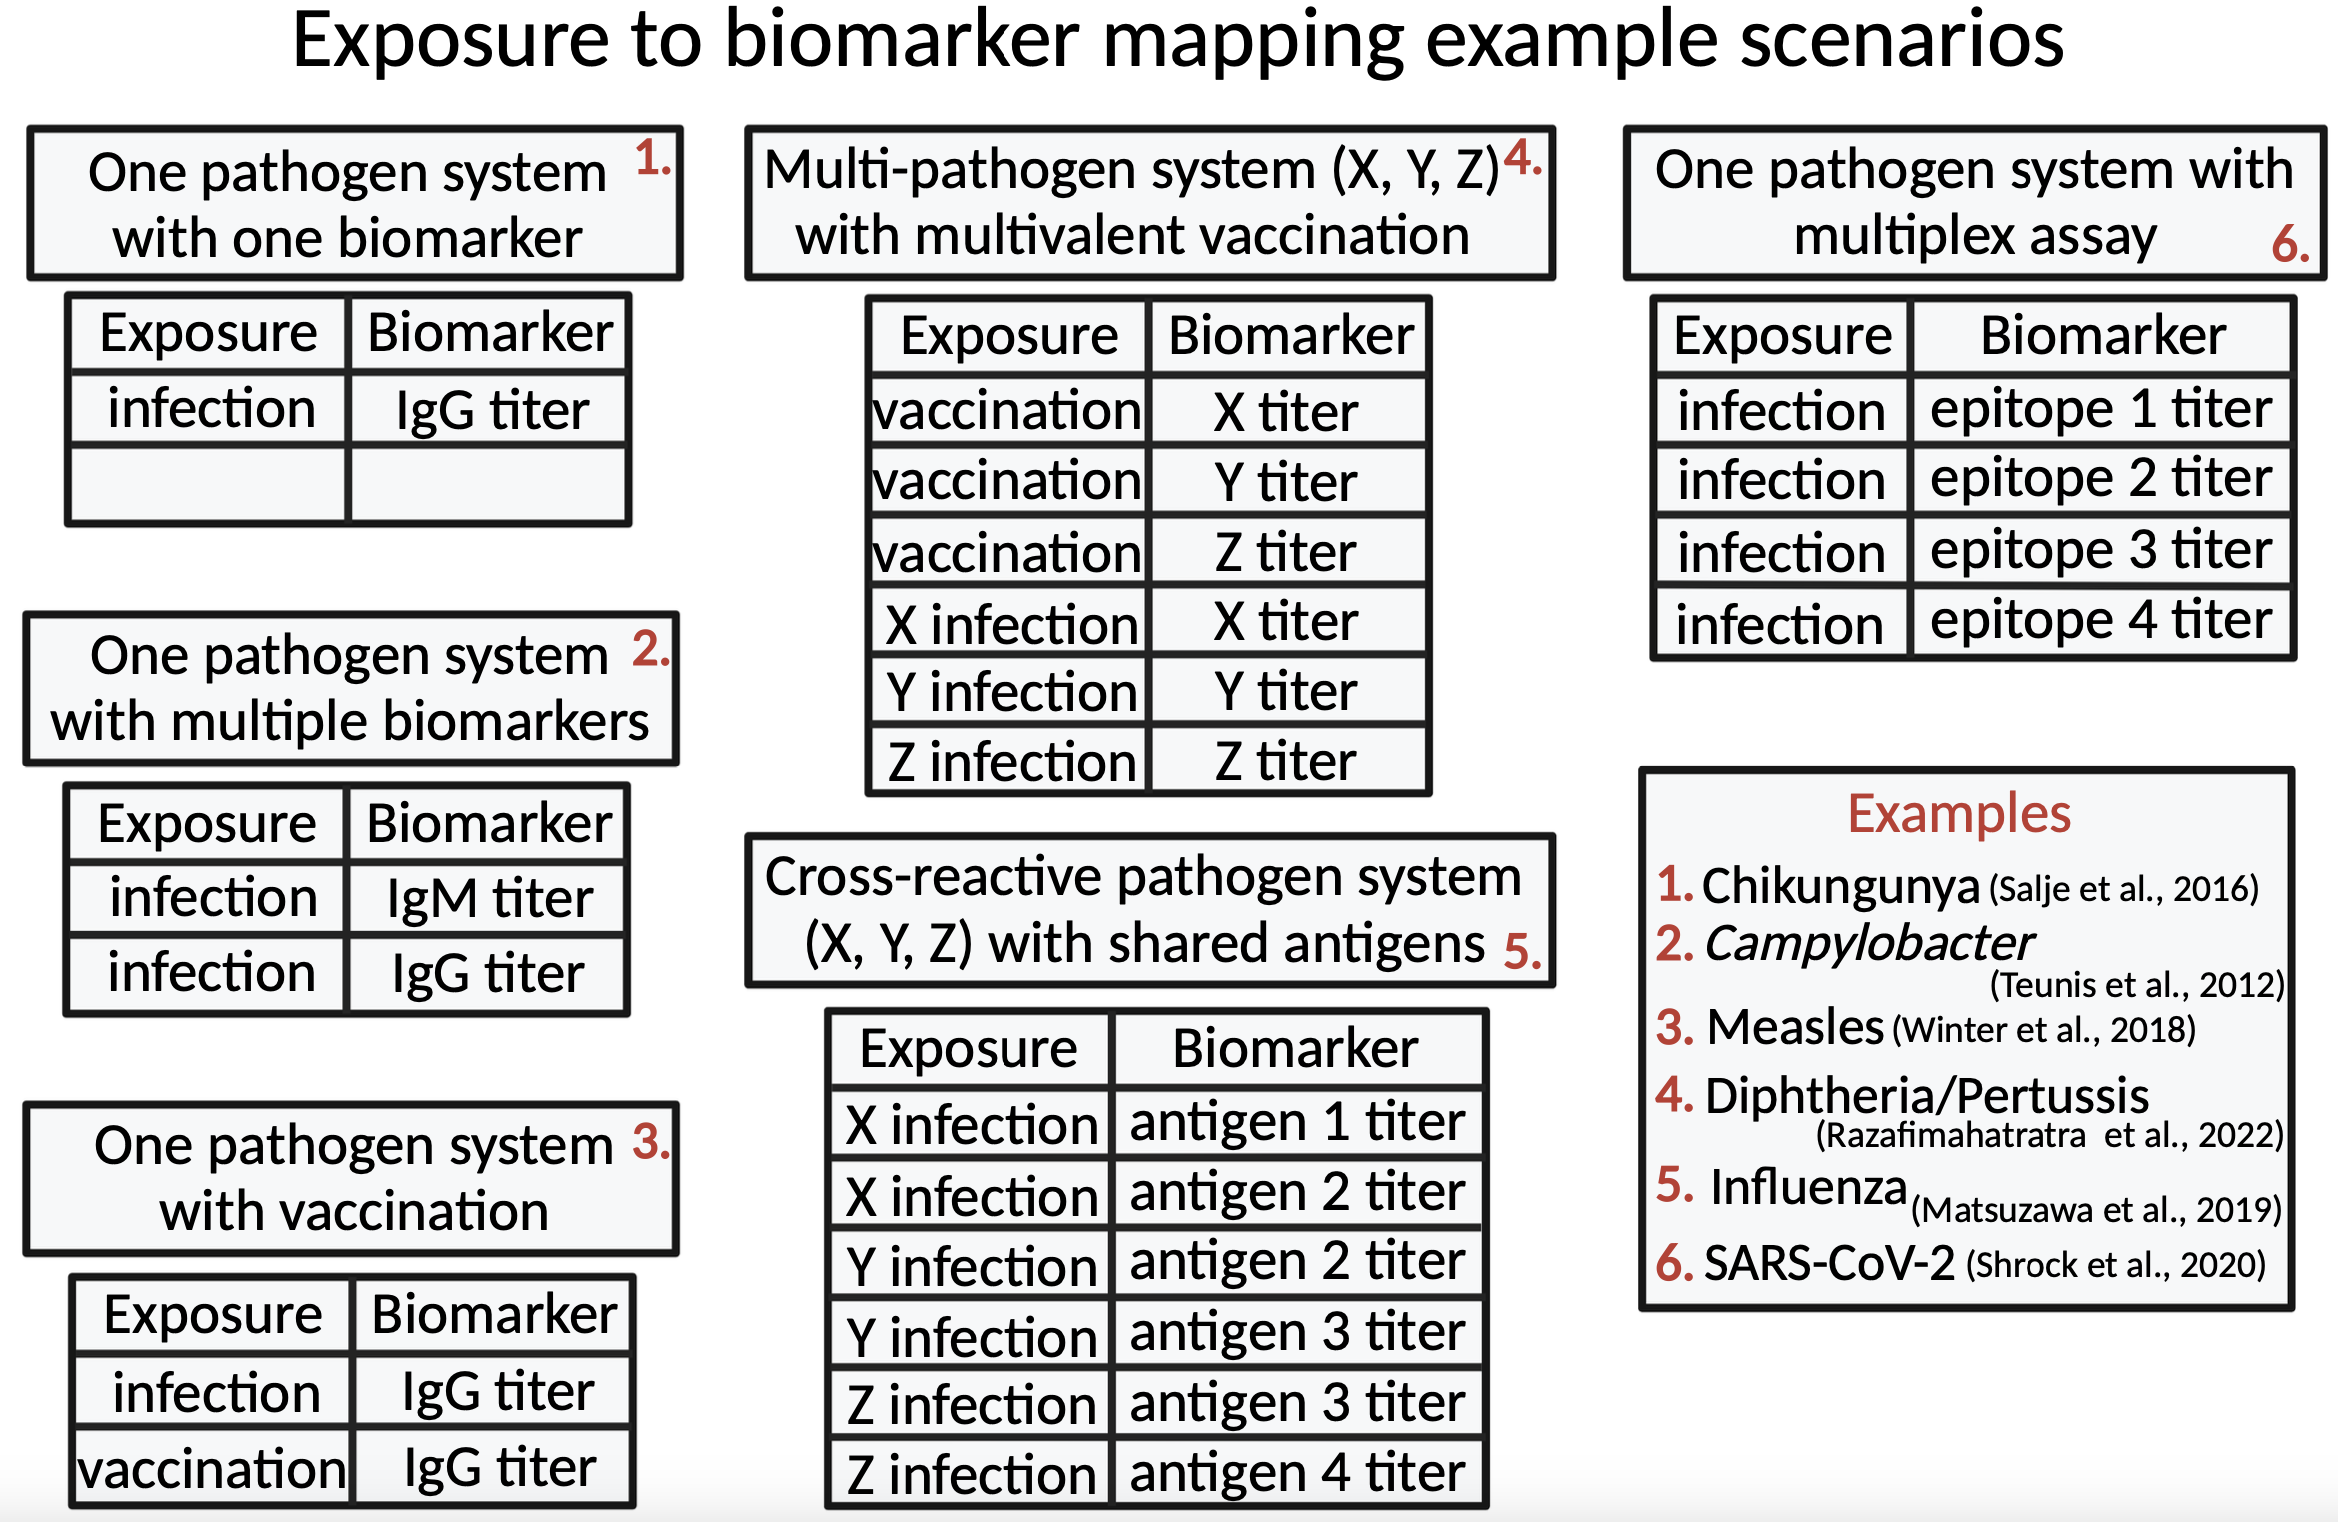 Exposure to biomarker mapping example scenarios
One pathogen system 1.
with one biomarker
Exposure Biomarker
infection IgG titer
One pathogen system 2.
with multiple biomarkers
Exposure Biomarker
infection IgM titer
infection IgG titer
One pathogen system 3.
with vaccination
Exposure Biomarker
infection IgG titer
vaccination IgG titer
Multi-pathogen system (X, Y, Z) 4.
with multivalent vaccination
Exposure Biomarker
vaccination X titer
vaccination Y titer
vaccination Z titer
X infection X titer
Y infection Y titer
Z infection Z titer
Cross-reactive pathogen system
(X, Y, Z) with shared antigens 5.
Exposure Biomarker
X infection antigen 1 titer
X infection antigen 2 titer
Y infection antigen 2 titer
Y infection antigen 3 titer
Z infection antigen 3 titer
Z infection antigen 4 titer
One pathogen system with
multiplex assay 6.
Exposure Biomarker
infection epitope 1 titer
infection epitope 2 titer
infection epitope 3 titer
infection epitope 4 titer
Examples
1. Chikungunya (Salje et al., 2016)
2. Campylobacter
(Teunis et al., 2012)
3. Measles (Winter et al., 2018)
4. Diphtheria/Pertussis
(Razafimahatratra et al., 2022)
5. Influenza (Matsuzawa et al., 2019)
6. SARS-CoV-2 (Shrock et al., 2020)